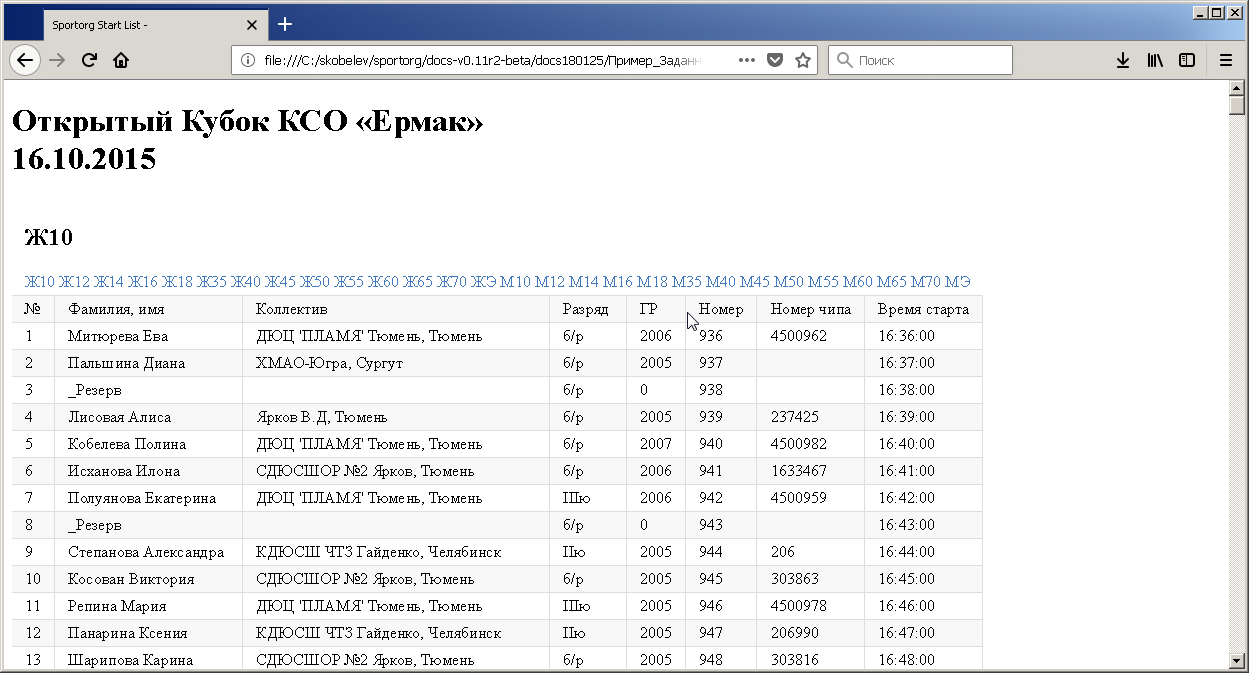 Sportorg Start List -
file:///C:/skobelev/sportorg/docs-v0.11r2-beta/docs180125/Пример_Задан
Поиск
Открытый Кубок КСО «Ермак»
16.10.2015
Ж10
Ж10 Ж12 Ж14 Ж16 Ж18 Ж35 Ж40 Ж45 Ж50 Ж55 Ж60 Ж65 Ж70 ЖЭ М10 М12 М14 М16 М18 М35 М40 М45 М50 М55 М60 М65 М70 МЭ
№ Фамилия, имя Коллектив Разряд ГР Номер Номер чипа Время старта
1 Митюрева Ева ДЮЦ 'ПЛАМЯ' Тюмень, Тюмень б/р 2006 936 4500962 16:36:00
2 Пальшина Диана ХМАО-Югра, Сургут б/р 2005 937 16:37:00
3 _Резерв б/р 0 938 16:38:00
4 Лисовая Алиса Ярков В.Д, Тюмень б/р 2005 939 237425 16:39:00
5 Кобелева Полина ДЮЦ 'ПЛАМЯ' Тюмень, Тюмень б/р 2007 940 4500982 16:40:00
6 Исханова Илона СДЮСШОР №2 Ярков, Тюмень б/р 2006 941 1633467 16:41:00
7 Полуянова Екатерина ДЮЦ 'ПЛАМЯ' Тюмень, Тюмень IIIю 2006 942 4500959 16:42:00
8 _Резерв б/р 0 943 16:43:00
9 Степанова Александра КДЮСШ ЧТЗ Гайденко, Челябинск IIю 2005 944 206 16:44:00
10 Косован Виктория СДЮСШОР №2 Ярков, Тюмень б/р 2005 945 303863 16:45:00
11 Репина Мария ДЮЦ 'ПЛАМЯ' Тюмень, Тюмень IIIю 2005 946 4500978 16:46:00
12 Панарина Ксения КДЮСШ ЧТЗ Гайденко, Челябинск IIю 2005 947 206990 16:47:00
13 Шарипова Карина СДЮСШОР №2 Ярков, Тюмень б/р 2005 948 303816 16:48:00